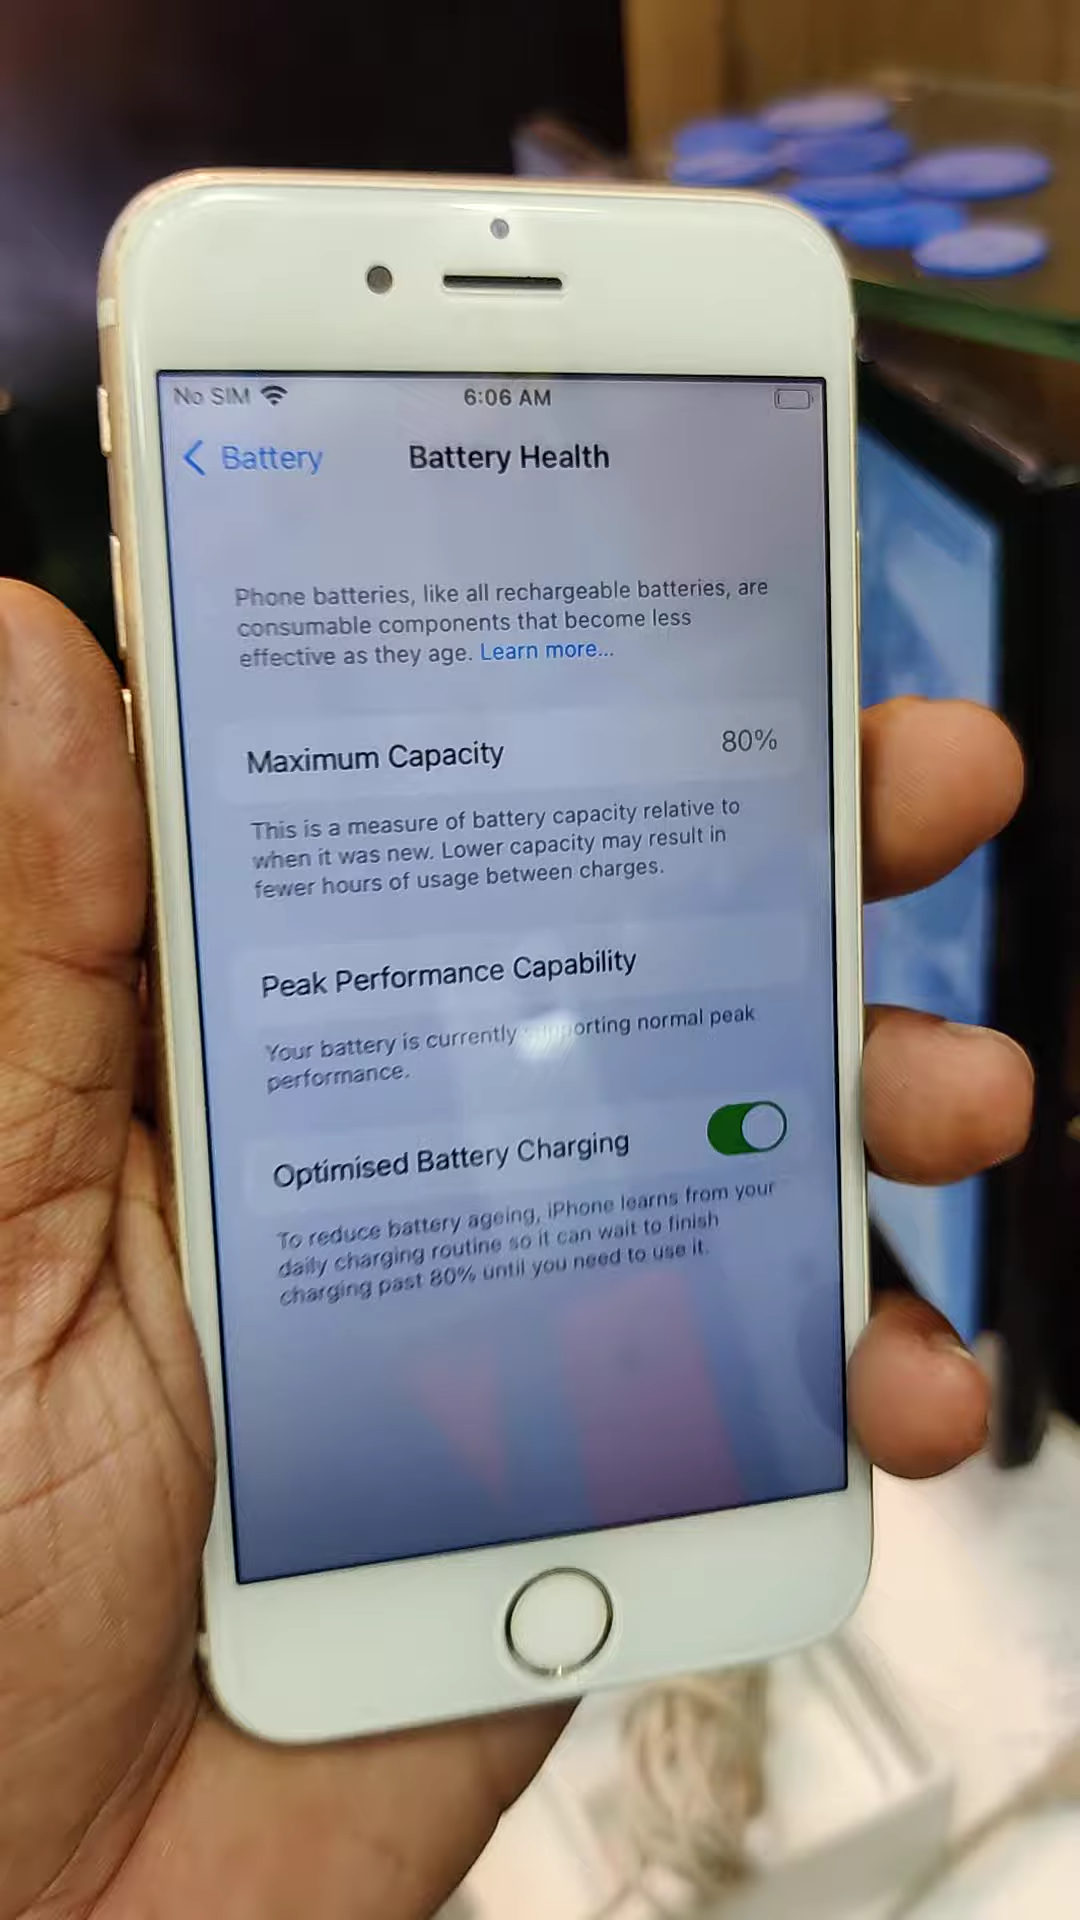 No SIM 6:06 AM
Battery Battery Health
Phone batteries, like all rechargeable batteries, are
consumable components that become less
effective as they age. Learn more...
Maximum Capacity 80%
This is a measure of battery capacity relative to
when it was new. Lower capacity may result in
fewer hours of usage between charges.
Peak Performance Capability
Your battery is currently supporting normal peak
performance.
Optimised Battery Charging
To reduce battery ageing, iPhone learns from your
daily charging routine so it can wait to finish
charging past 80% until you need to use it.